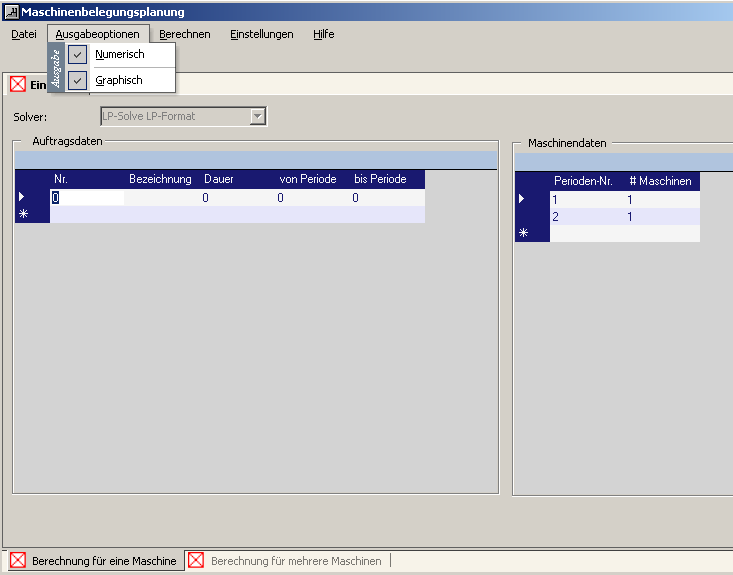 Maschinenbelegungsplanung
Datei Ausgabeoptionen Berechnen Einstellungen Hilfe
Ausgabe
Numerisch
Graphisch
Ein
Solver: LP-Solve LP-Format
Auftragsdaten
Nr. Bezeichnung Dauer von Periode bis Periode
0 0 0 0
Maschinendaten
Perioden-Nr. # Maschinen
1 1
2 1
Berechnung für eine Maschine Berechnung für mehrere Maschinen